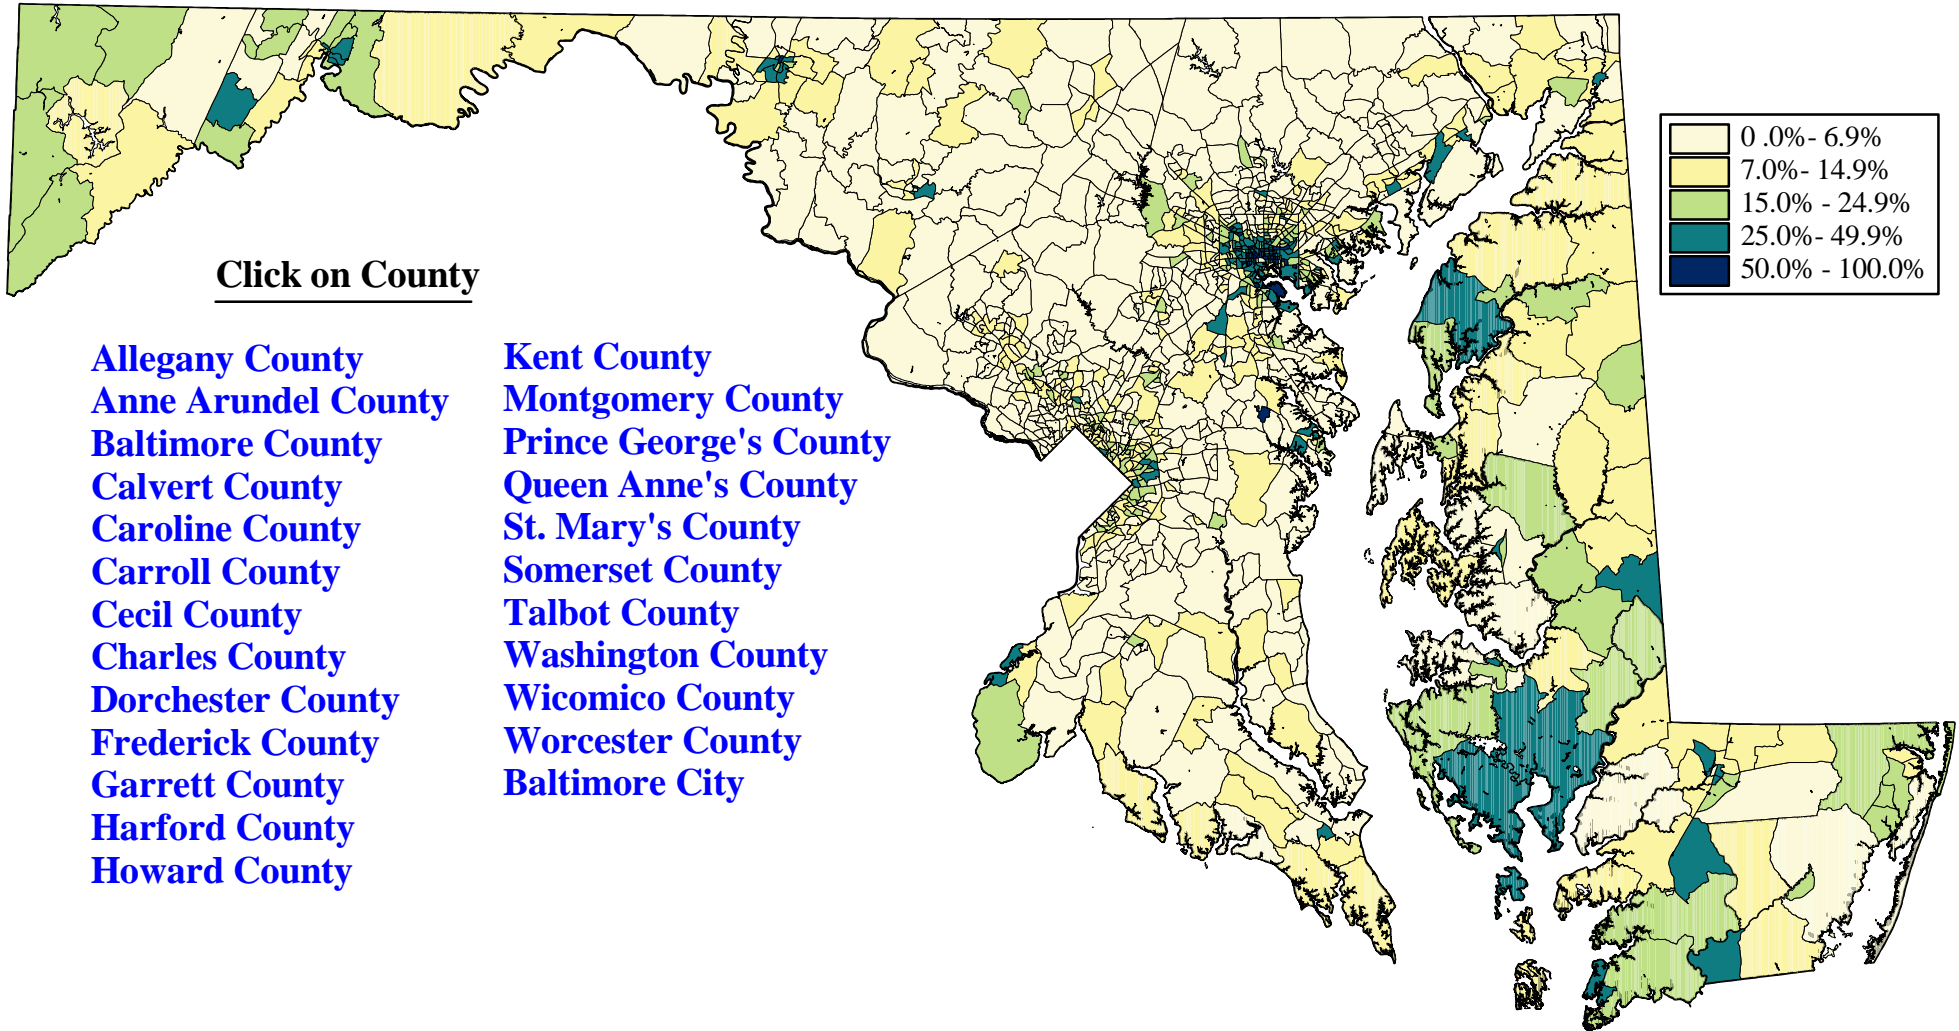 Click on County
Allegany County
Anne Arundel County
Baltimore County
Calvert County
Caroline County
Carroll County
Cecil County
Charles County
Dorchester County
Frederick County
Garrett County
Harford County
Howard County
Kent County
Montgomery County
Prince George's County
Queen Anne's County
St. Mary's County
Somerset County
Talbot County
Washington County
Wicomico County
Worcester County
Baltimore City
0 .0%- 6.9%
7.0%- 14.9%
15.0% - 24.9%
25.0%- 49.9%
50.0% - 100.0%